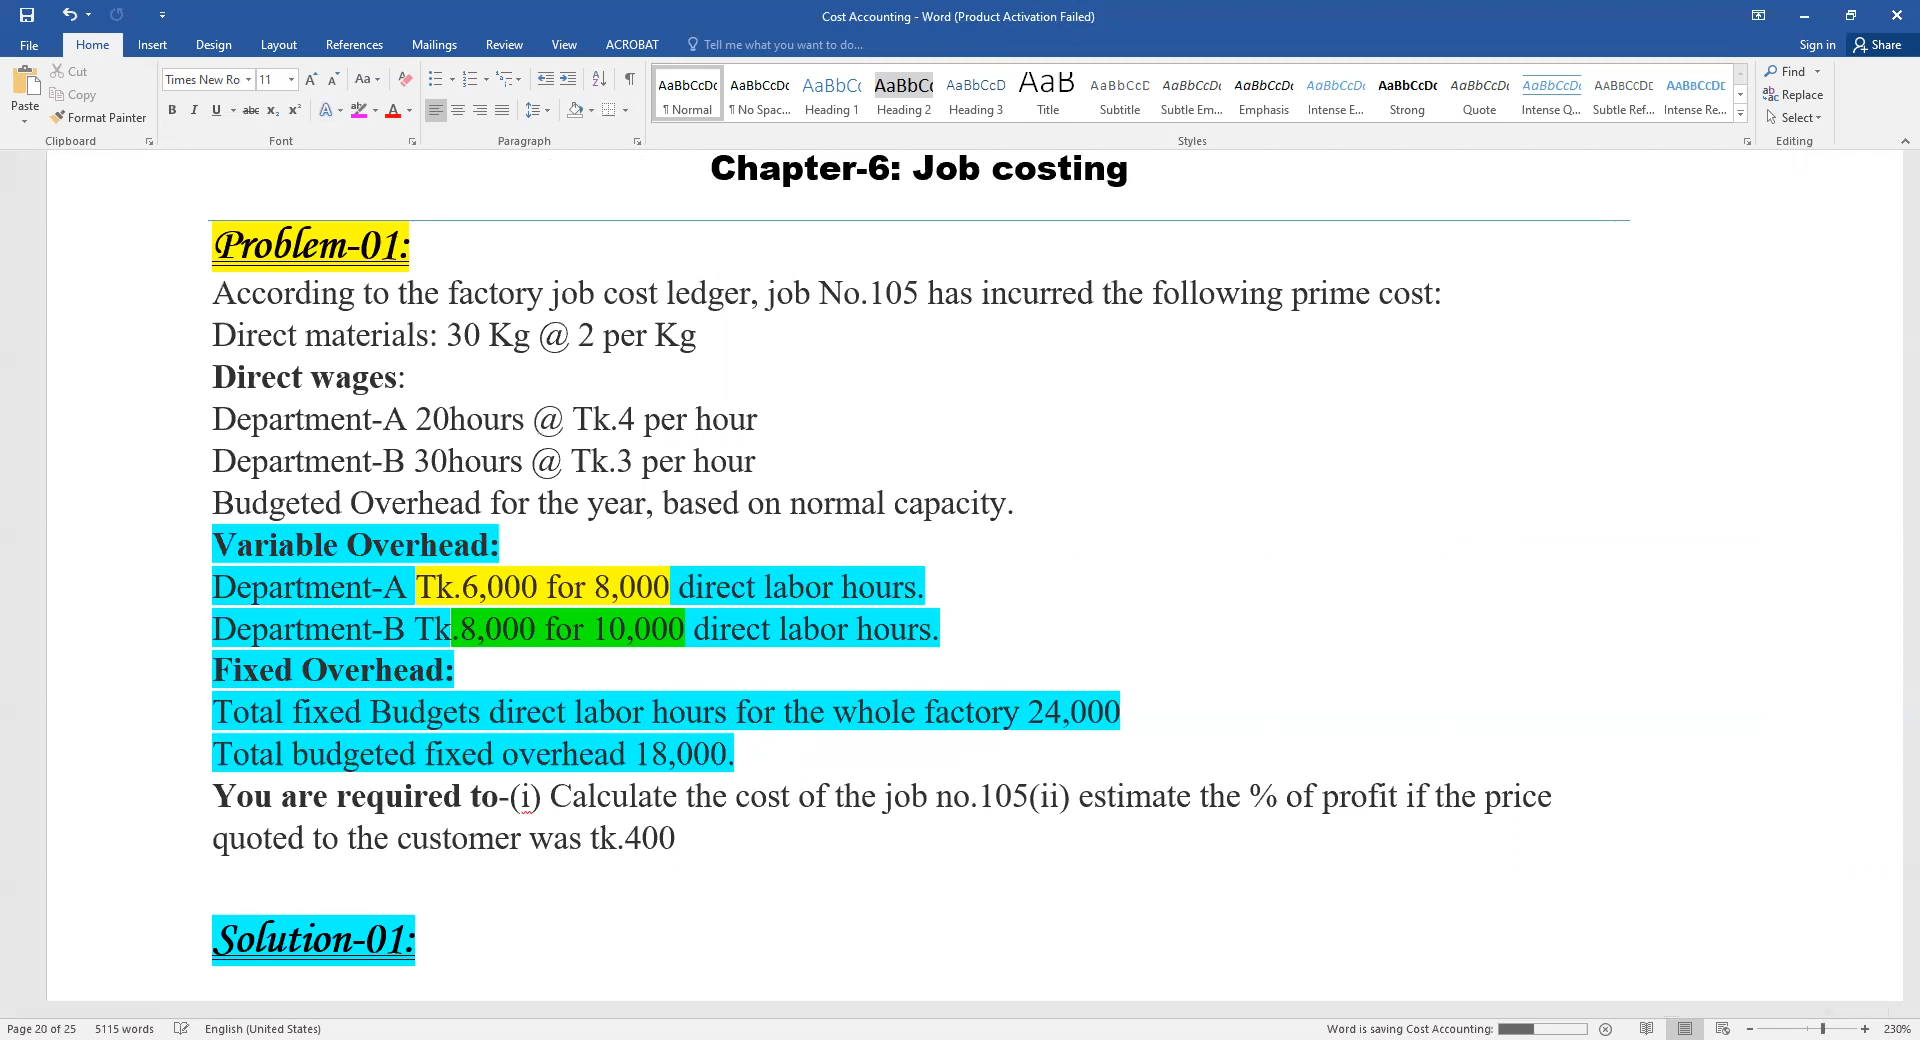 Cost Accounting - Word (Product Activation Failed)
File Home Insert Design Layout References Mailings Review View ACROBAT Tell me what you want to do... Sign in Share
Paste Cut Copy Format Painter
Times New Ro 11
AaBbCcDc AaBbCcDc AaBbCc AaBbCc AaBbCcD AaB AaBbCcD AaBbCcDc AaBbCcDc AaBbCcDc AaBbCcDc AaBbCcDc AaBbCcDc AABBCCDE AABBCCDE
¶ Normal ¶ No Spac... Heading 1 Heading 2 Heading 3 Title Subtitle Subtle Em... Emphasis Intense E... Strong Quote Intense Q... Subtle Ref... Intense Re...
Find Replace Select
Clipboard Font Paragraph Styles Editing
Chapter-6: Job costing
Problem-01:
According to the factory job cost ledger, job No.105 has incurred the following prime cost:
Direct materials: 30 Kg @ 2 per Kg
Direct wages:
Department-A 20hours @ Tk.4 per hour
Department-B 30hours @ Tk.3 per hour
Budgeted Overhead for the year, based on normal capacity.
Variable Overhead:
Department-A Tk.6,000 for 8,000 direct labor hours.
Department-B Tk.8,000 for 10,000 direct labor hours.
Fixed Overhead:
Total fixed Budgets direct labor hours for the whole factory 24,000
Total budgeted fixed overhead 18,000.
You are required to-(i) Calculate the cost of the job no.105(ii) estimate the % of profit if the price
quoted to the customer was tk.400
Solution-01:
Page 20 of 25 5115 words English (United States) Word is saving Cost Accounting: 230%